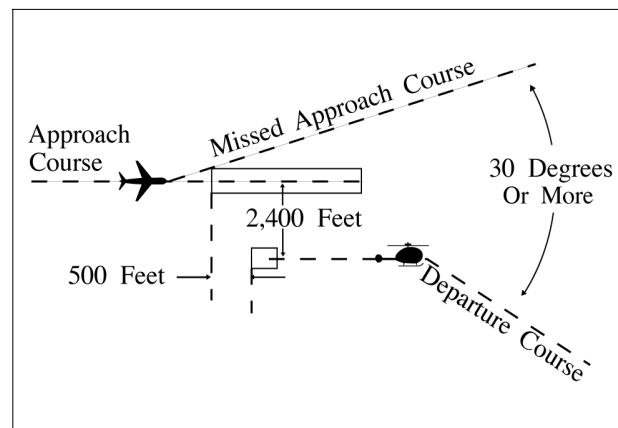 Missed Approach Course
Approach
Course
30 Degrees
Or More
2,400 Feet
500 Feet
Departure Course